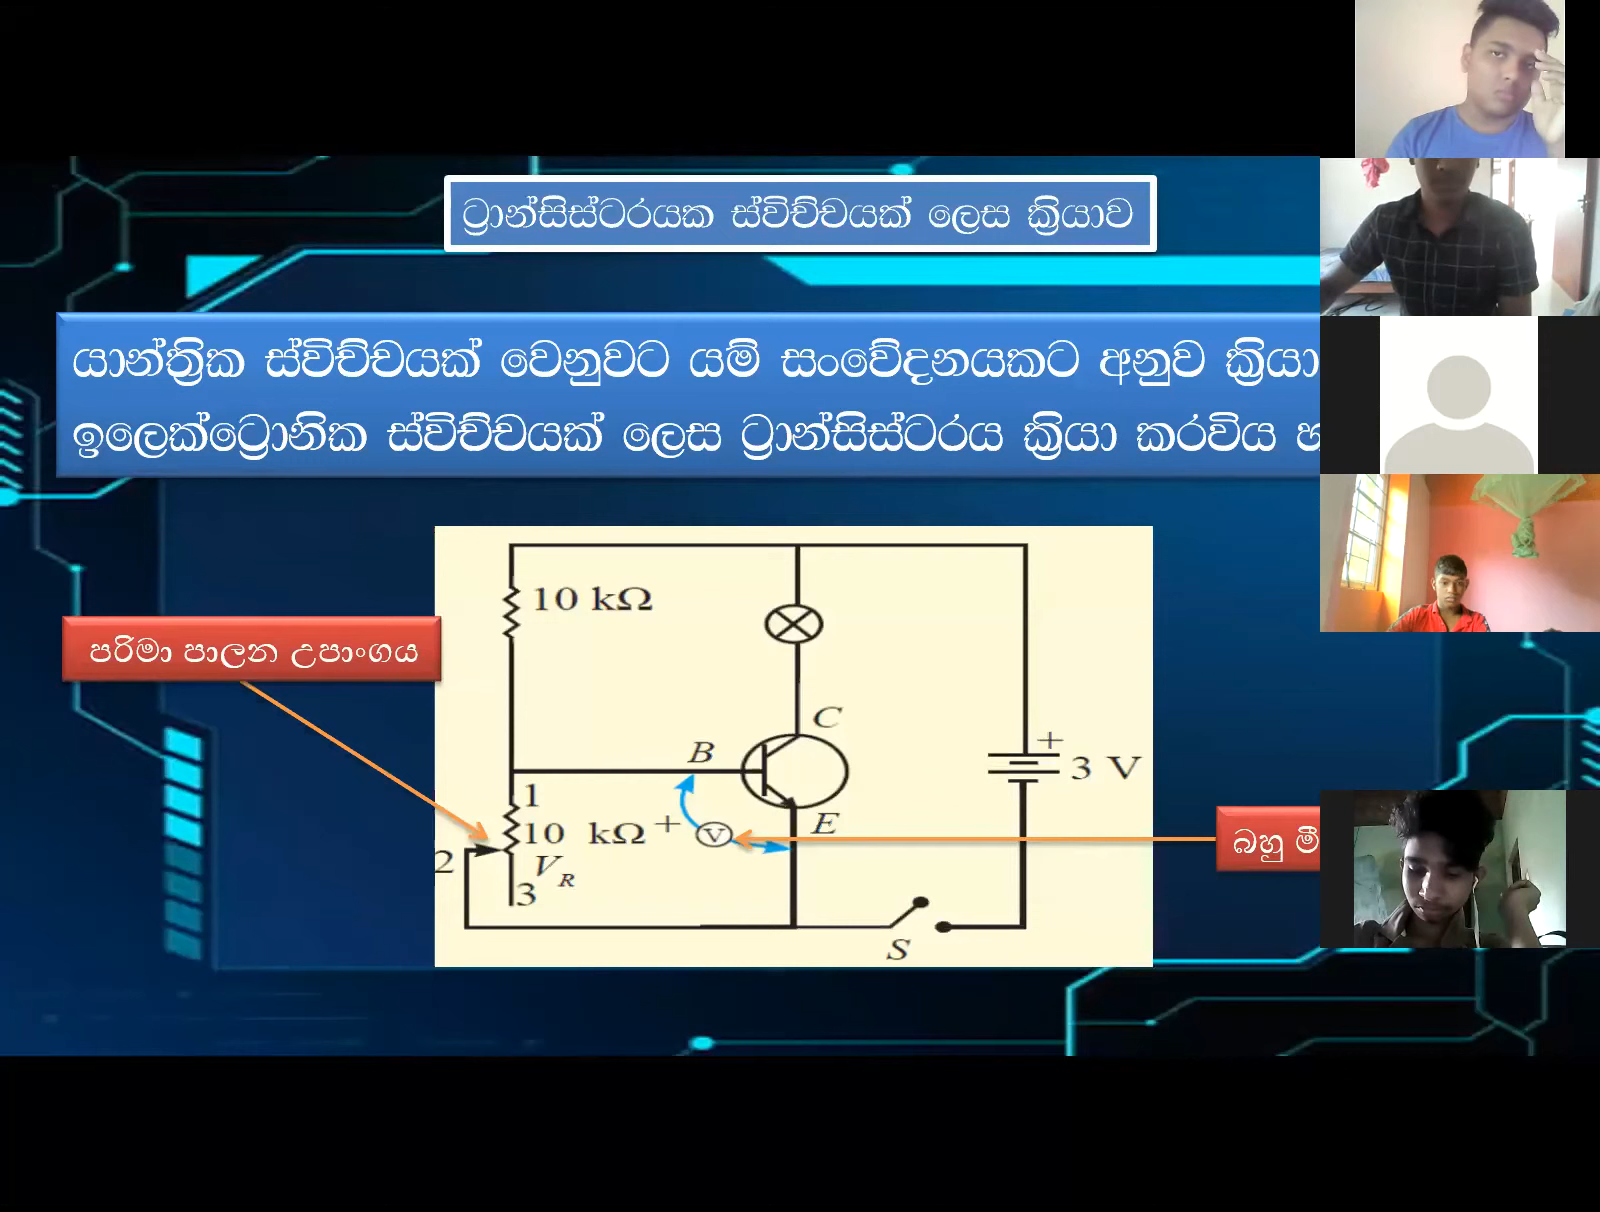 ට්‍රාන්සිස්ටරයක ස්විච්චයක් ලෙස ක්‍රියාව
යාන්ත්‍රික ස්විච්චයක් වෙනුවට යම් සංවේදනයකට අනුව ක්‍රියා
ඉලෙක්ට්‍රොනික ස්විච්චයක් ලෙස ට්‍රාන්සිස්ටරය ක්‍රියා කරවිය
10 kΩ
පරිමා පාලන උපාංගය
C
B
+
3 V
1
10 kΩ
+
V
E
2
V_R
3
බහු මී
S